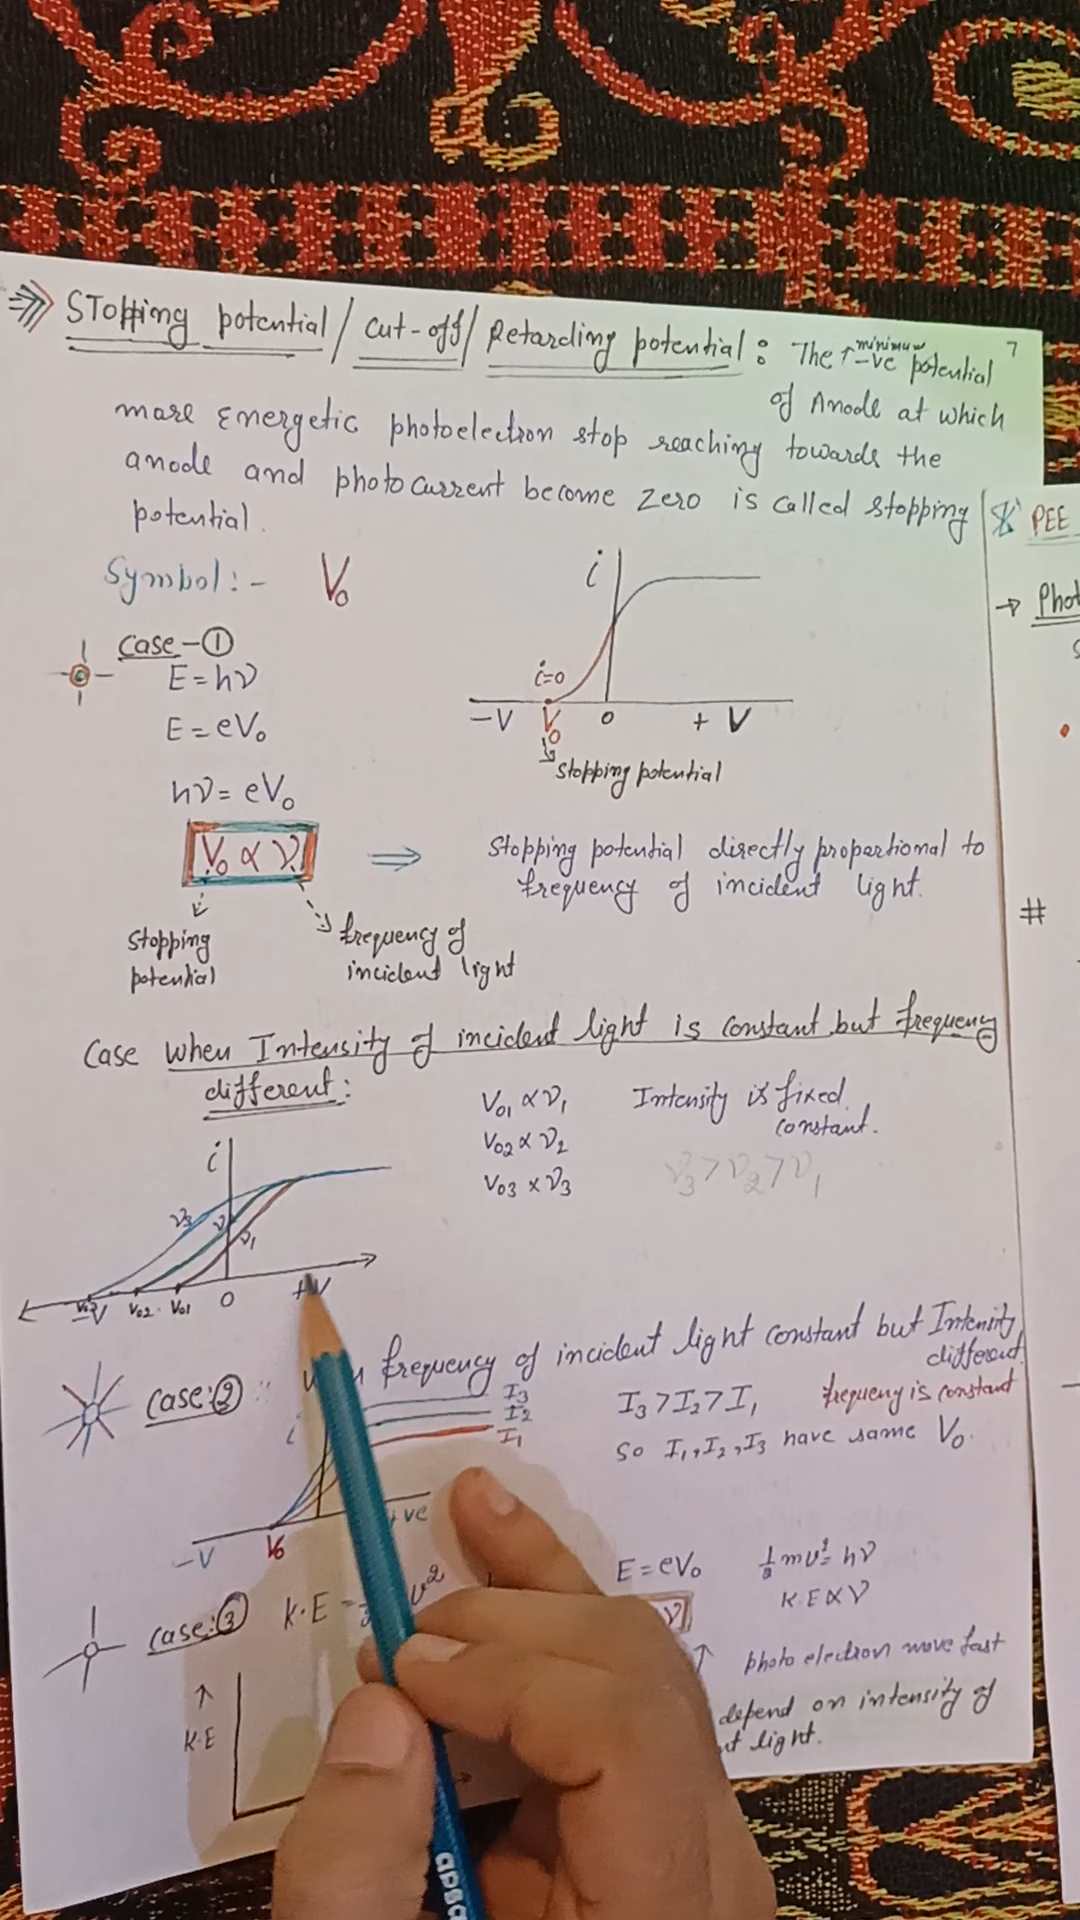 Stopping potential / cut-off / Retarding potential : The minimum -ve potential
7
of Anode at which
more Energetic photoelectron stop reaching towards the
anode and photocurrent become zero is called stopping
potential.
Symbol:- V₀
i
i=0
-V V₀ 0 + V
stopping potential
Case-①
E = hν
E = eV₀
hν = eV₀
V₀ ∝ ν ⇒ stopping potential directly proportional to
frequency of incident light.
stopping
potential
frequency of
incident light
Case when Intensity of incident light is constant but frequency
different:
V₀₁ ∝ ν₁ Intensity is fixed
constant.
V₀₂ ∝ ν₂
V₀₃ ∝ ν₃ ν₃ > ν₂ > ν₁
i
ν₃ ν₁
-V V₀₂ V₀₁ 0 +V
Case:② frequency of incident light constant but Intensity
different
I₃
I₂
I₁
i
I₃ > I₂ > I₁ frequency is constant
So I₁, I₂, I₃ have same V₀.
-V V₀ +ve
Case:③ K.E =
E = eV₀ ½mv² = hν
K.E ∝ ν
↑ photo electron move fast
depend on intensity of
light.
↑
K.E
※ PEE
→ Phot
#
apsa